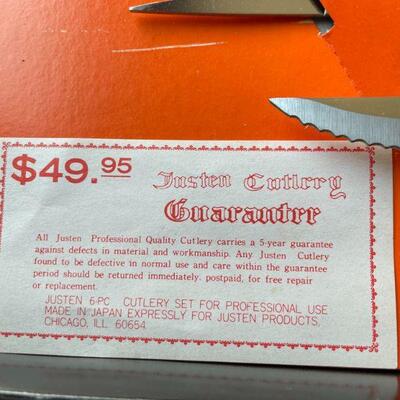 $49.95
Justen Cutlery
Guarantee
All Justen Professional Quality Cutlery carries a 5-year guarantee
against defects in material and workmanship. Any Justen Cutlery
found to be defective in normal use and care within the guarantee
period should be returned immediately, postpaid, for free repair
or replacement.
JUSTEN 6-PC CUTLERY SET FOR PROFESSIONAL USE
MADE IN JAPAN EXPRESSLY FOR JUSTEN PRODUCTS,
CHICAGO, ILL. 60654